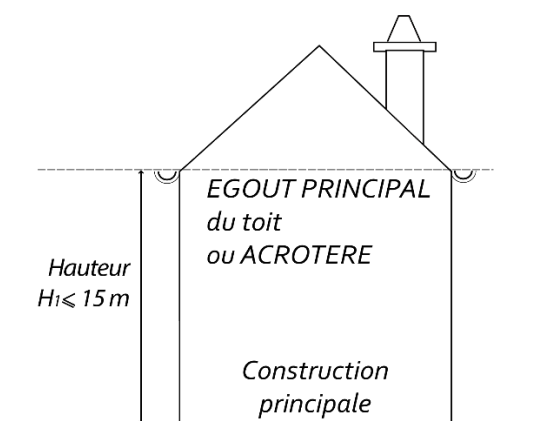 EGOUT PRINCIPAL
du toit
ou ACROTERE
Hauteur
H1⩽ 15 m
Construction
principale